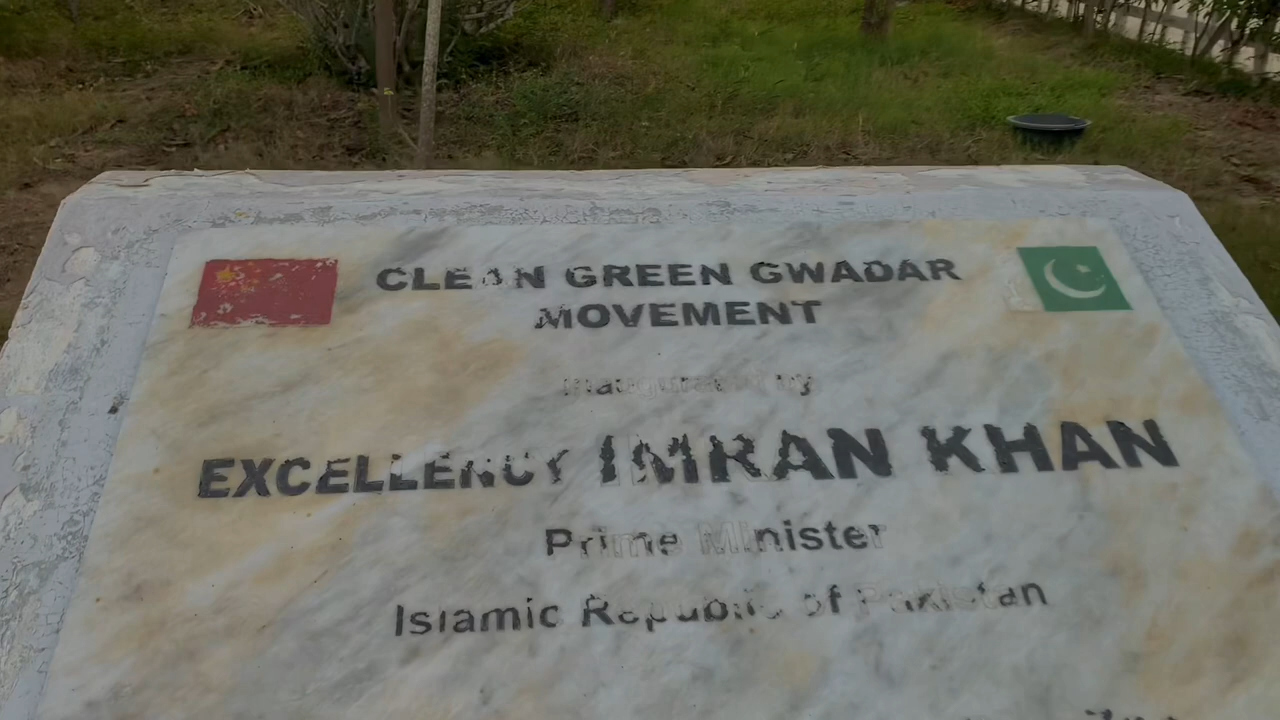 CLEAN GREEN GWADAR
MOVEMENT
Inaugurated by
EXCELLENCY IMRAN KHAN
Prime Minister
Islamic Republic of Pakistan